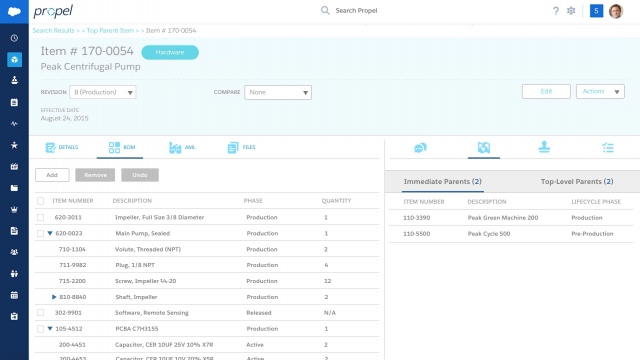 propel
Search Propel
? 5
Search Results > > Top Parent Item > > Item # 170-0054
Item # 170-0054 Hardware
Peak Centrifugal Pump
REVISION B (Production) COMPARE None Edit Actions
EFFECTIVE DATE
August 24, 2015
DETAILS BOM AML FILES
Add Remove Undo
Immediate Parents (2) Top-Level Parents (2)
ITEM NUMBER DESCRIPTION PHASE QUANTITY
ITEM NUMBER DESCRIPTION LIFECYCLE PHASE
620-3011 Impeller, Full Size 3/8 Diameter Production 1
110-3390 Peak Green Machine 200 Production
620-0023 Main Pump, Sealed Production 1
110-5500 Peak Cycle 500 Pre-Production
710-1104 Volute, Threaded (NPT) Production 2
711-9982 Plug, 1/8 NPT Production 4
715-2200 Screw, Impeller ¼-20 Production 12
810-8840 Shaft, Impeller Production 2
302-9901 Software, Remote Sensing Released N/A
105-4512 PCBA C7H3155 Production 1
200-4451 Capacitor, CER 10UF 25V 10% X7R Active 2
200-4453 Capacitor, CER 10UF 10V 20% X5R Active 2